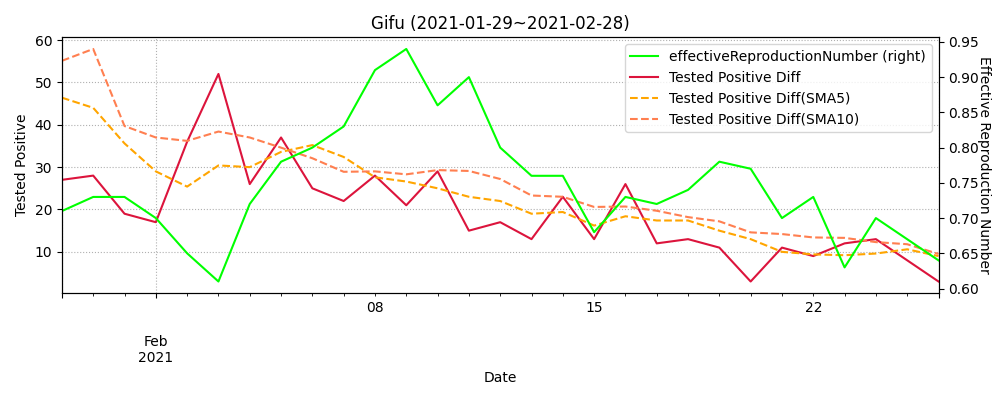 Gifu (2021-01-29~2021-02-28)
effectiveReproductionNumber (right)
Tested Positive Diff
Tested Positive Diff(SMA5)
Tested Positive Diff(SMA10)
Tested Positive
60
50
40
30
20
10
0.95
0.90
0.85
0.80
0.75
0.70
0.65
0.60
Effective Reproduction Number
08
15
22
Feb
2021
Date